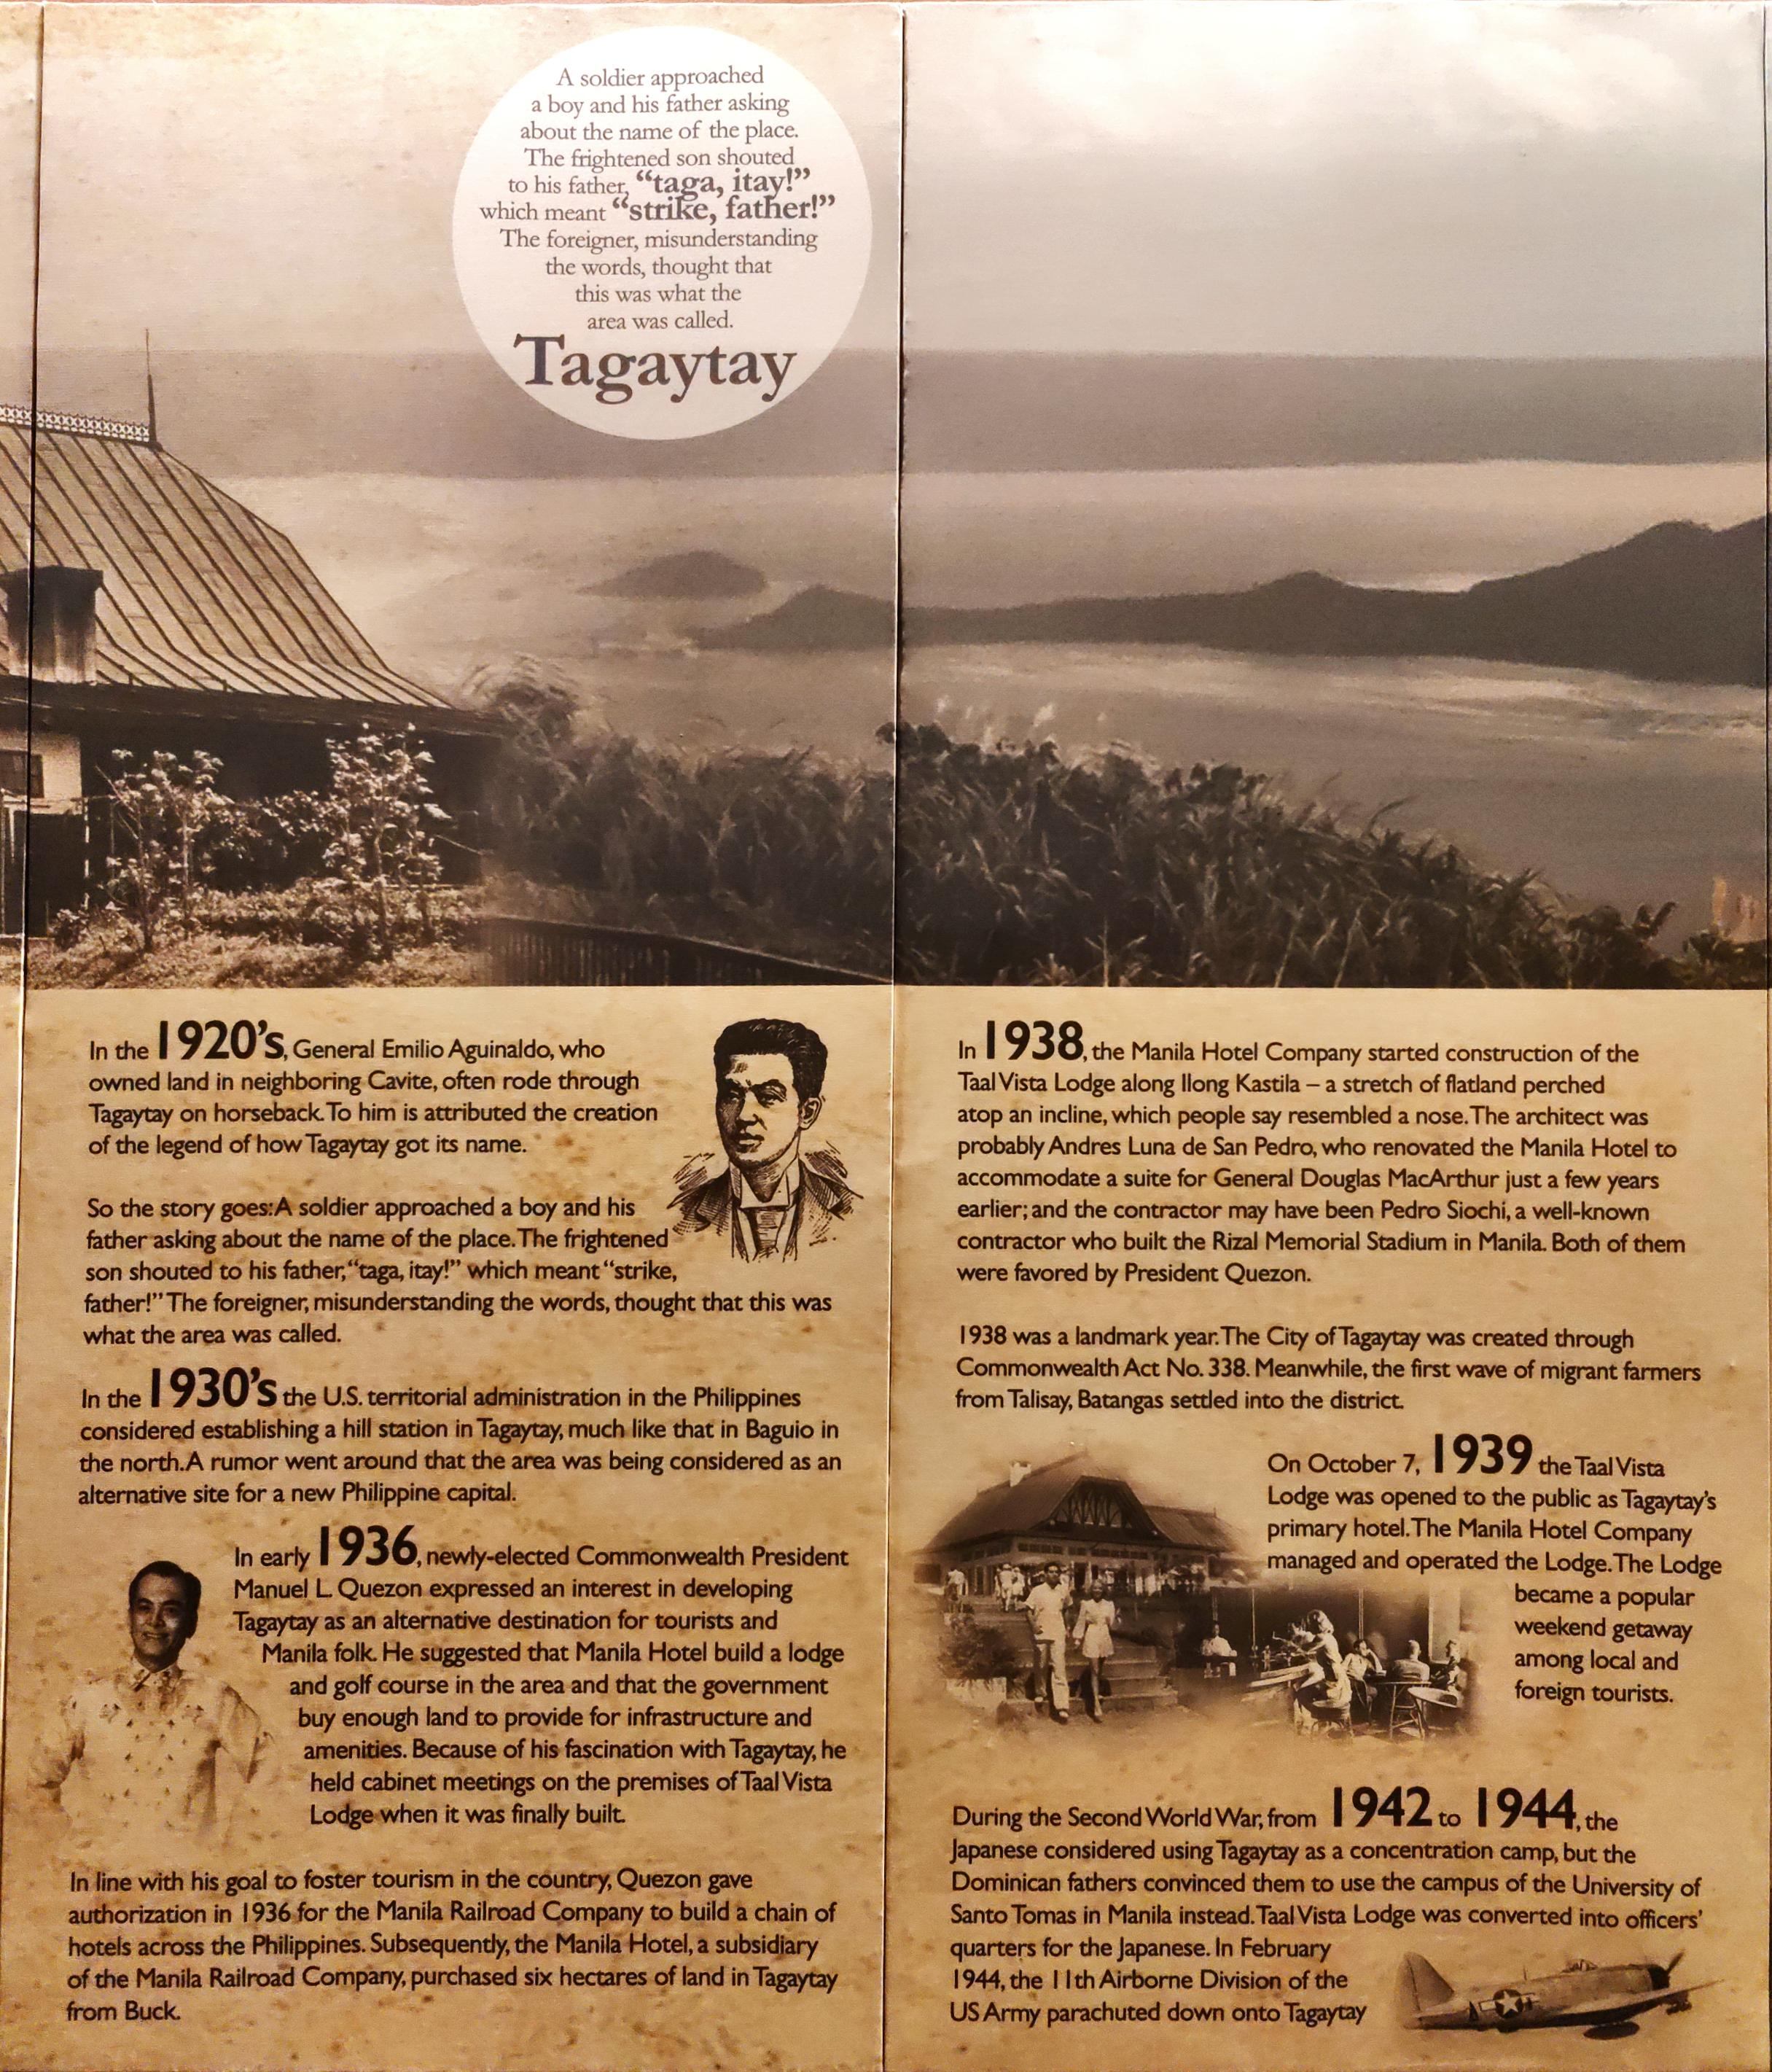 A soldier approached
a boy and his father asking
about the name of the place.
The frightened son shouted
to his father, “taga, itay!”
which meant “strike, father!”
The foreigner, misunderstanding
the words, thought that
this was what the
area was called.
Tagaytay
In the 1920’s, General Emilio Aguinaldo, who
owned land in neighboring Cavite, often rode through
Tagaytay on horseback. To him is attributed the creation
of the legend of how Tagaytay got its name.
So the story goes: A soldier approached a boy and his
father asking about the name of the place. The frightened
son shouted to his father, “taga, itay!” which meant “strike,
father!” The foreigner, misunderstanding the words, thought that this was
what the area was called.
In the 1930’s the U.S. territorial administration in the Philippines
considered establishing a hill station in Tagaytay, much like that in Baguio in
the north. A rumor went around that the area was being considered as an
alternative site for a new Philippine capital.
In early 1936, newly-elected Commonwealth President
Manuel L. Quezon expressed an interest in developing
Tagaytay as an alternative destination for tourists and
Manila folk. He suggested that Manila Hotel build a lodge
and golf course in the area and that the government
buy enough land to provide for infrastructure and
amenities. Because of his fascination with Tagaytay, he
held cabinet meetings on the premises of Taal Vista
Lodge when it was finally built.
In line with his goal to foster tourism in the country, Quezon gave
authorization in 1936 for the Manila Railroad Company to build a chain of
hotels across the Philippines. Subsequently, the Manila Hotel, a subsidiary
of the Manila Railroad Company, purchased six hectares of land in Tagaytay
from Buck.
In 1938, the Manila Hotel Company started construction of the
Taal Vista Lodge along Ilong Kastila – a stretch of flatland perched
atop an incline, which people say resembled a nose. The architect was
probably Andres Luna de San Pedro, who renovated the Manila Hotel to
accommodate a suite for General Douglas MacArthur just a few years
earlier; and the contractor may have been Pedro Siochi, a well-known
contractor who built the Rizal Memorial Stadium in Manila. Both of them
were favored by President Quezon.
1938 was a landmark year. The City of Tagaytay was created through
Commonwealth Act No. 338. Meanwhile, the first wave of migrant farmers
from Talisay, Batangas settled into the district.
On October 7, 1939 the Taal Vista
Lodge was opened to the public as Tagaytay’s
primary hotel. The Manila Hotel Company
managed and operated the Lodge. The Lodge
became a popular
weekend getaway
among local and
foreign tourists.
During the Second World War, from 1942 to 1944, the
Japanese considered using Tagaytay as a concentration camp, but the
Dominican fathers convinced them to use the campus of the University of
Santo Tomas in Manila instead. Taal Vista Lodge was converted into officers’
quarters for the Japanese. In February
1944, the 11th Airborne Division of the
US Army parachuted down onto Tagaytay